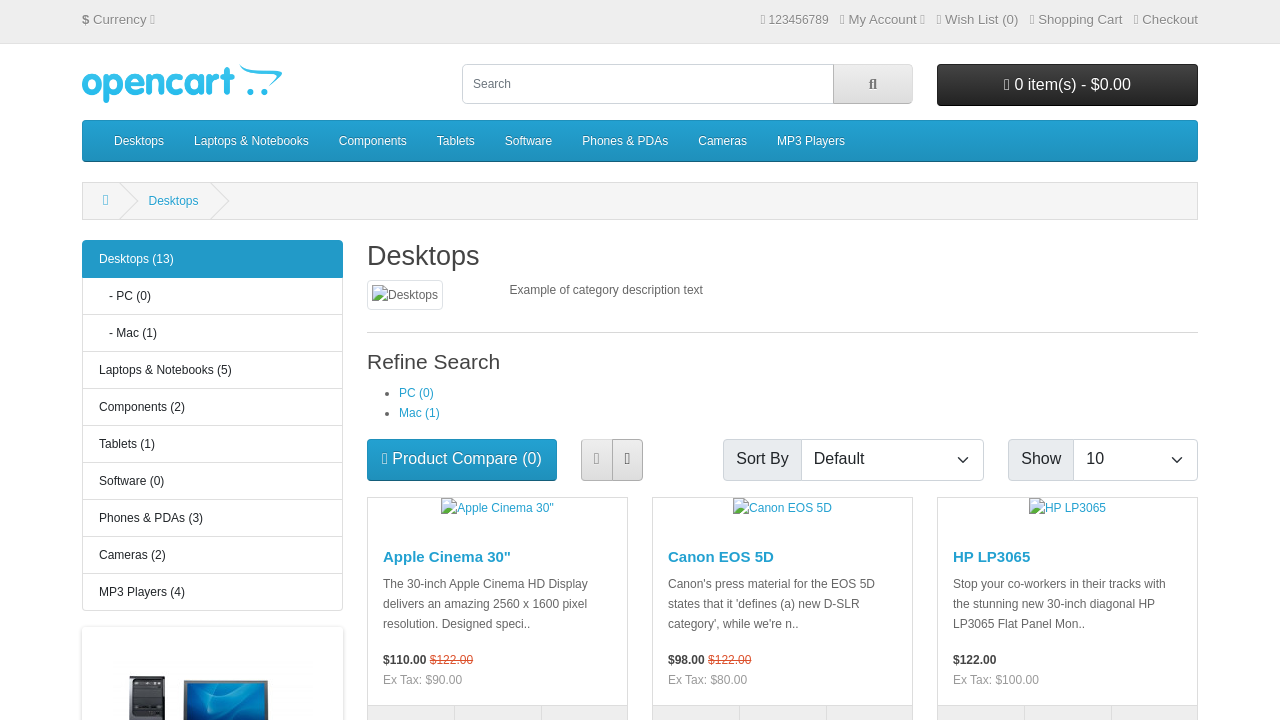 $ Currency
123456789 My Account Wish List (0) Shopping Cart Checkout
opencart
Search
0 item(s) - $0.00
Desktops Laptops & Notebooks Components Tablets Software Phones & PDAs Cameras MP3 Players
Desktops
Desktops (13)
- PC (0)
- Mac (1)
Laptops & Notebooks (5)
Components (2)
Tablets (1)
Software (0)
Phones & PDAs (3)
Cameras (2)
MP3 Players (4)
Desktops
Desktops
Example of category description text
Refine Search
PC (0)
Mac (1)
Product Compare (0)
Sort By Default
Show 10
Apple Cinema 30"
Apple Cinema 30"
The 30-inch Apple Cinema HD Display
delivers an amazing 2560 x 1600 pixel
resolution. Designed speci..
$110.00 $122.00
Ex Tax: $90.00
Canon EOS 5D
Canon EOS 5D
Canon's press material for the EOS 5D
states that it 'defines (a) new D-SLR
category', while we're n..
$98.00 $122.00
Ex Tax: $80.00
HP LP3065
HP LP3065
Stop your co-workers in their tracks with
the stunning new 30-inch diagonal HP
LP3065 Flat Panel Mon..
$122.00
Ex Tax: $100.00